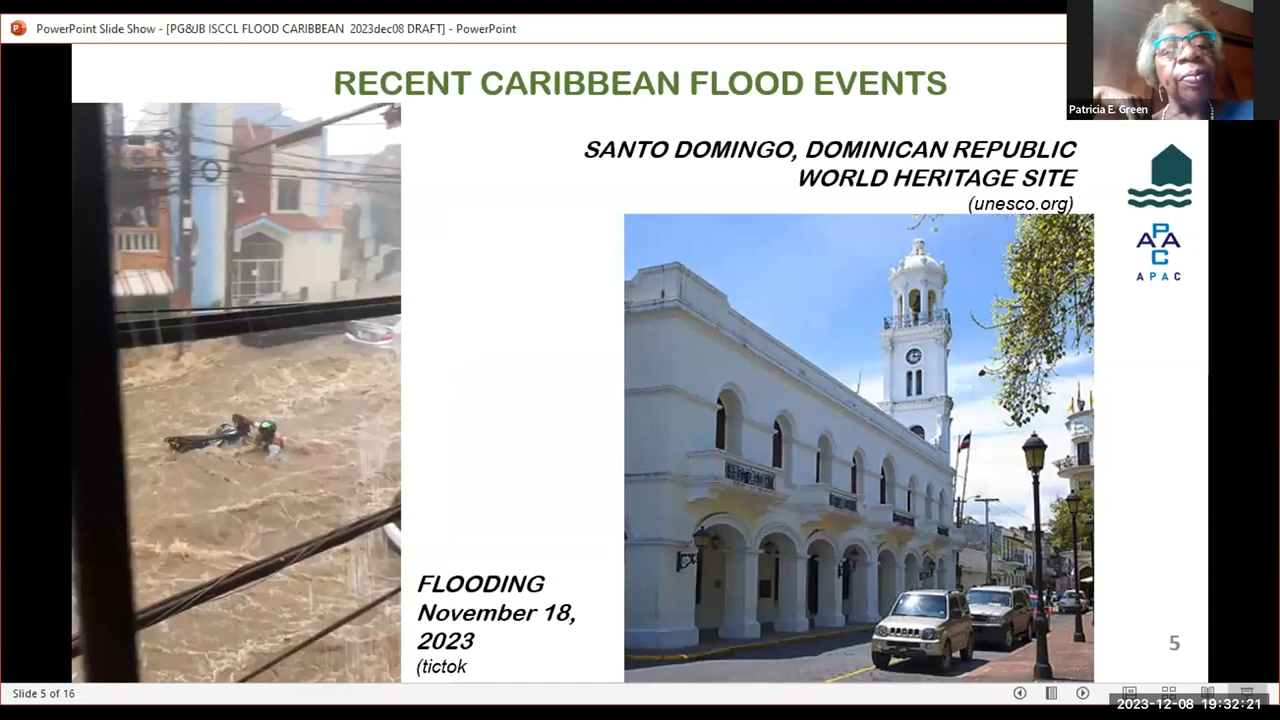 PowerPoint Slide Show - [PG&JB ISCCL FLOOD CARIBBEAN 2023dec08 DRAFT] - PowerPoint
Patricia E. Green
RECENT CARIBBEAN FLOOD EVENTS
SANTO DOMINGO, DOMINICAN REPUBLIC
WORLD HERITAGE SITE
(unesco.org)
P
A A
C
APAC
FLOODING
November 18,
2023
(tictok
5
Slide 5 of 16
2023-12-08 19:32:21